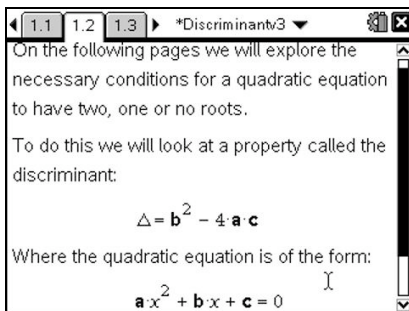 1.1 1.2 1.3 *Discriminantv3
On the following pages we will explore the
necessary conditions for a quadratic equation
to have two, one or no roots.
To do this we will look at a property called the
discriminant:
△= b² − 4·a·c
Where the quadratic equation is of the form:
a·x² + b·x + c = 0